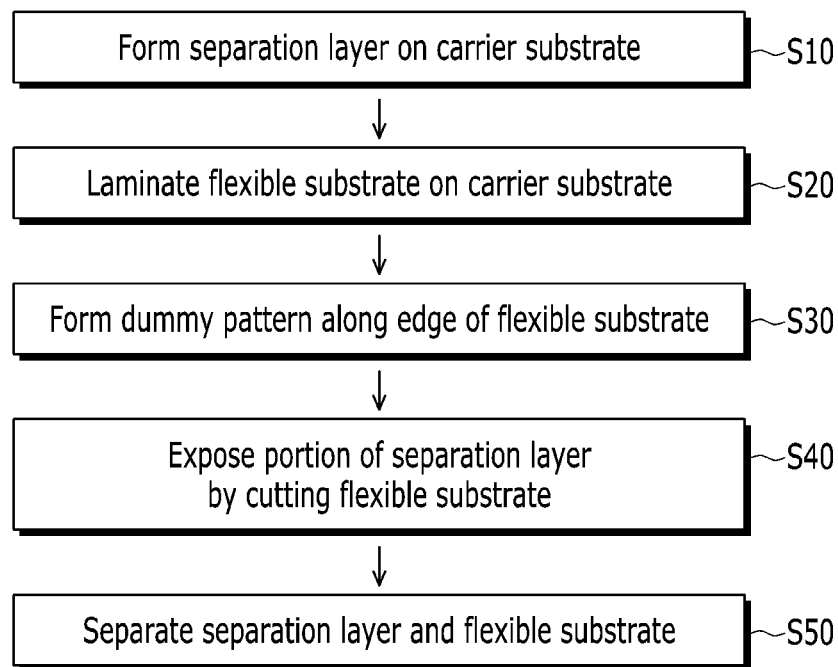 Form separation layer on carrier substrate
S10
Laminate flexible substrate on carrier substrate
S20
Form dummy pattern along edge of flexible substrate
S30
Expose portion of separation layer
by cutting flexible substrate
S40
Separate separation layer and flexible substrate
S50